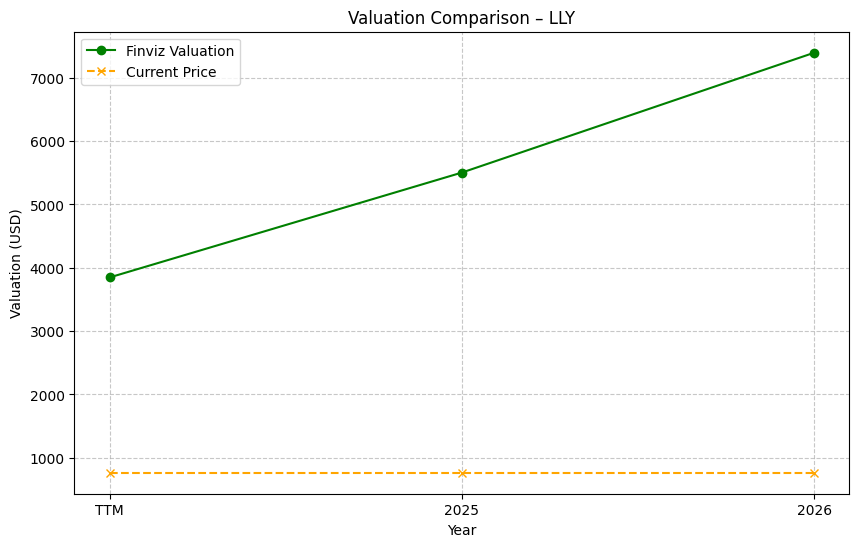 Valuation Comparison – LLY
Finviz Valuation
Current Price
Valuation (USD)
7000
6000
5000
4000
3000
2000
1000
TTM
2025
2026
Year